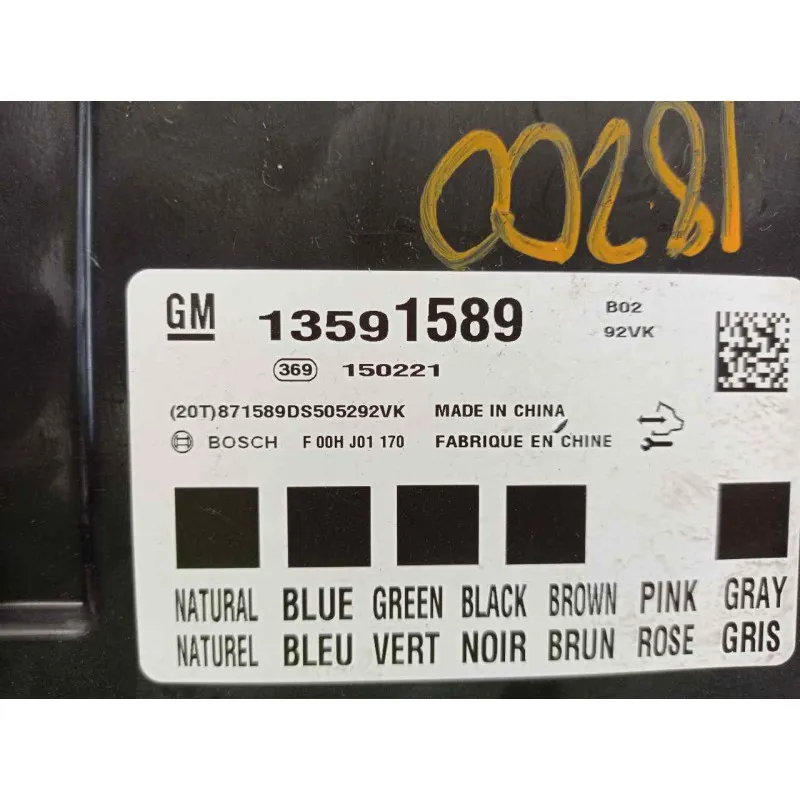 00281
GM 13591589 B02
92VK
369 150221
(20T)871589DS505292VK MADE IN CHINA
BOSCH F 00H J01 170 FABRIQUE EN CHINE
NATURAL BLUE GREEN BLACK BROWN PINK GRAY
NATUREL BLEU VERT NOIR BRUN ROSE GRIS